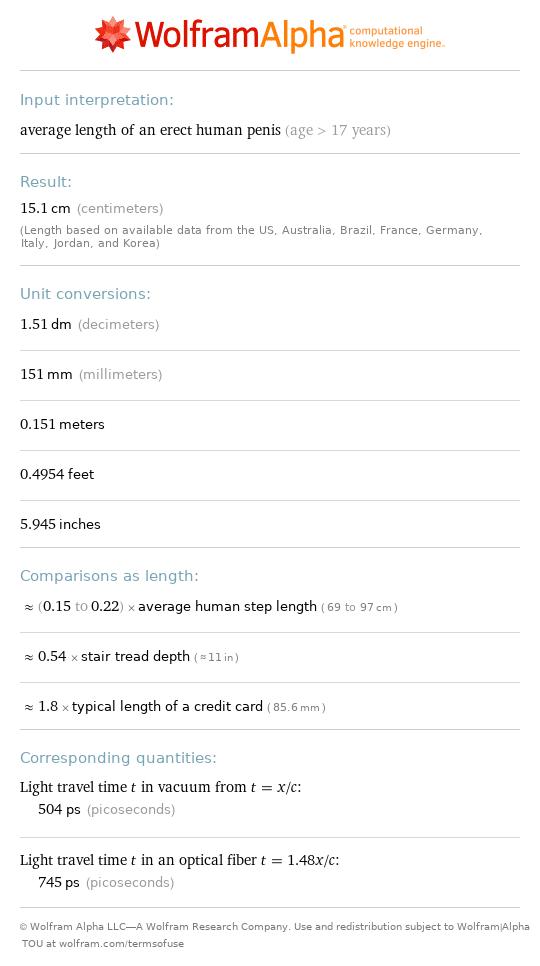 WolframAlpha computational
knowledge engine.
Input interpretation:
average length of an erect human penis (age > 17 years)
Result:
15.1 cm (centimeters)
(Length based on available data from the US, Australia, Brazil, France, Germany,
Italy, Jordan, and Korea)
Unit conversions:
1.51 dm (decimeters)
151 mm (millimeters)
0.151 meters
0.4954 feet
5.945 inches
Comparisons as length:
≈ (0.15 to 0.22) × average human step length ( 69 to 97 cm )
≈ 0.54 × stair tread depth ( ≈ 11 in )
≈ 1.8 × typical length of a credit card ( 85.6 mm )
Corresponding quantities:
Light travel time t in vacuum from t = x/c:
504 ps (picoseconds)
Light travel time t in an optical fiber t = 1.48x/c:
745 ps (picoseconds)
© Wolfram Alpha LLC—A Wolfram Research Company. Use and redistribution subject to Wolfram|Alpha
TOU at wolfram.com/termsofuse